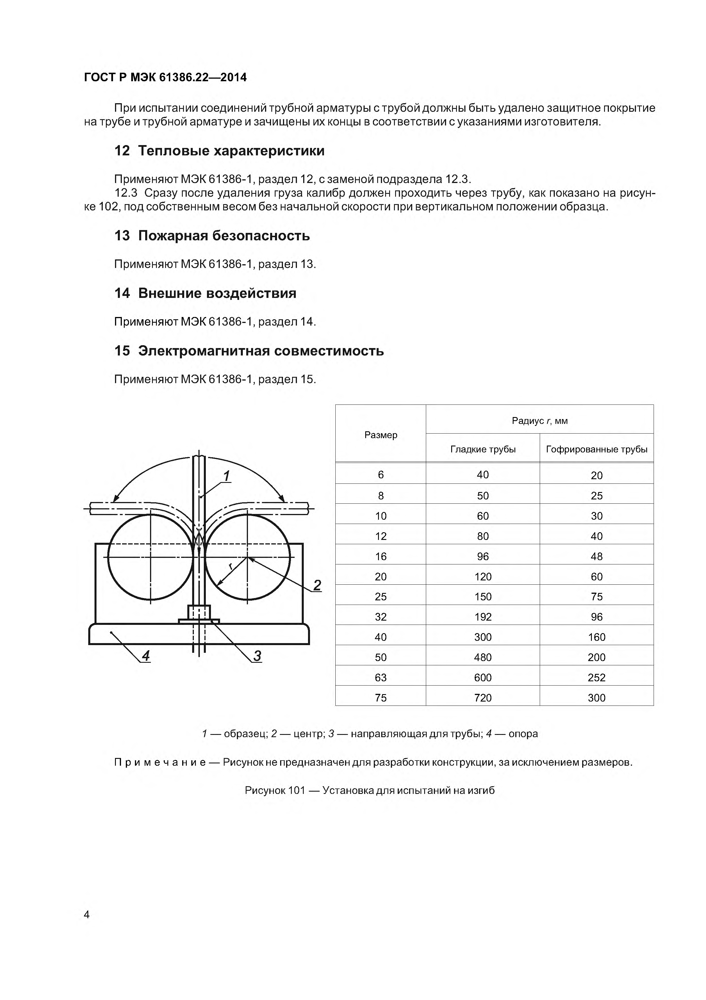 ГОСТ Р МЭК 61386.22—2014
При испытании соединений трубной арматуры с трубой должны быть удалено защитное покрытие
на трубе и трубной арматуре и зачищены их концы в соответствии с указаниями изготовителя.
12 Тепловые характеристики
Применяют МЭК 61386-1, раздел 12, с заменой подраздела 12.3.
12.3 Сразу после удаления груза калибр должен проходить через трубу, как показано на рисун-
ке 102, под собственным весом без начальной скорости при вертикальном положении образца.
13 Пожарная безопасность
Применяют МЭК 61386-1, раздел 13.
14 Внешние воздействия
Применяют МЭК 61386-1, раздел 14.
15 Электромагнитная совместимость
Применяют МЭК 61386-1, раздел 15.
1
r
2
4
3
Размер Радиус r, мм
Гладкие трубы Гофрированные трубы
6 40 20
8 50 25
10 60 30
12 80 40
16 96 48
20 120 60
25 150 75
32 192 96
40 300 160
50 480 200
63 600 252
75 720 300
1 — образец; 2 — центр; 3 — направляющая для трубы; 4 — опора
Примечание — Рисунок не предназначен для разработки конструкции, за исключением размеров.
Рисунок 101 — Установка для испытаний на изгиб
4